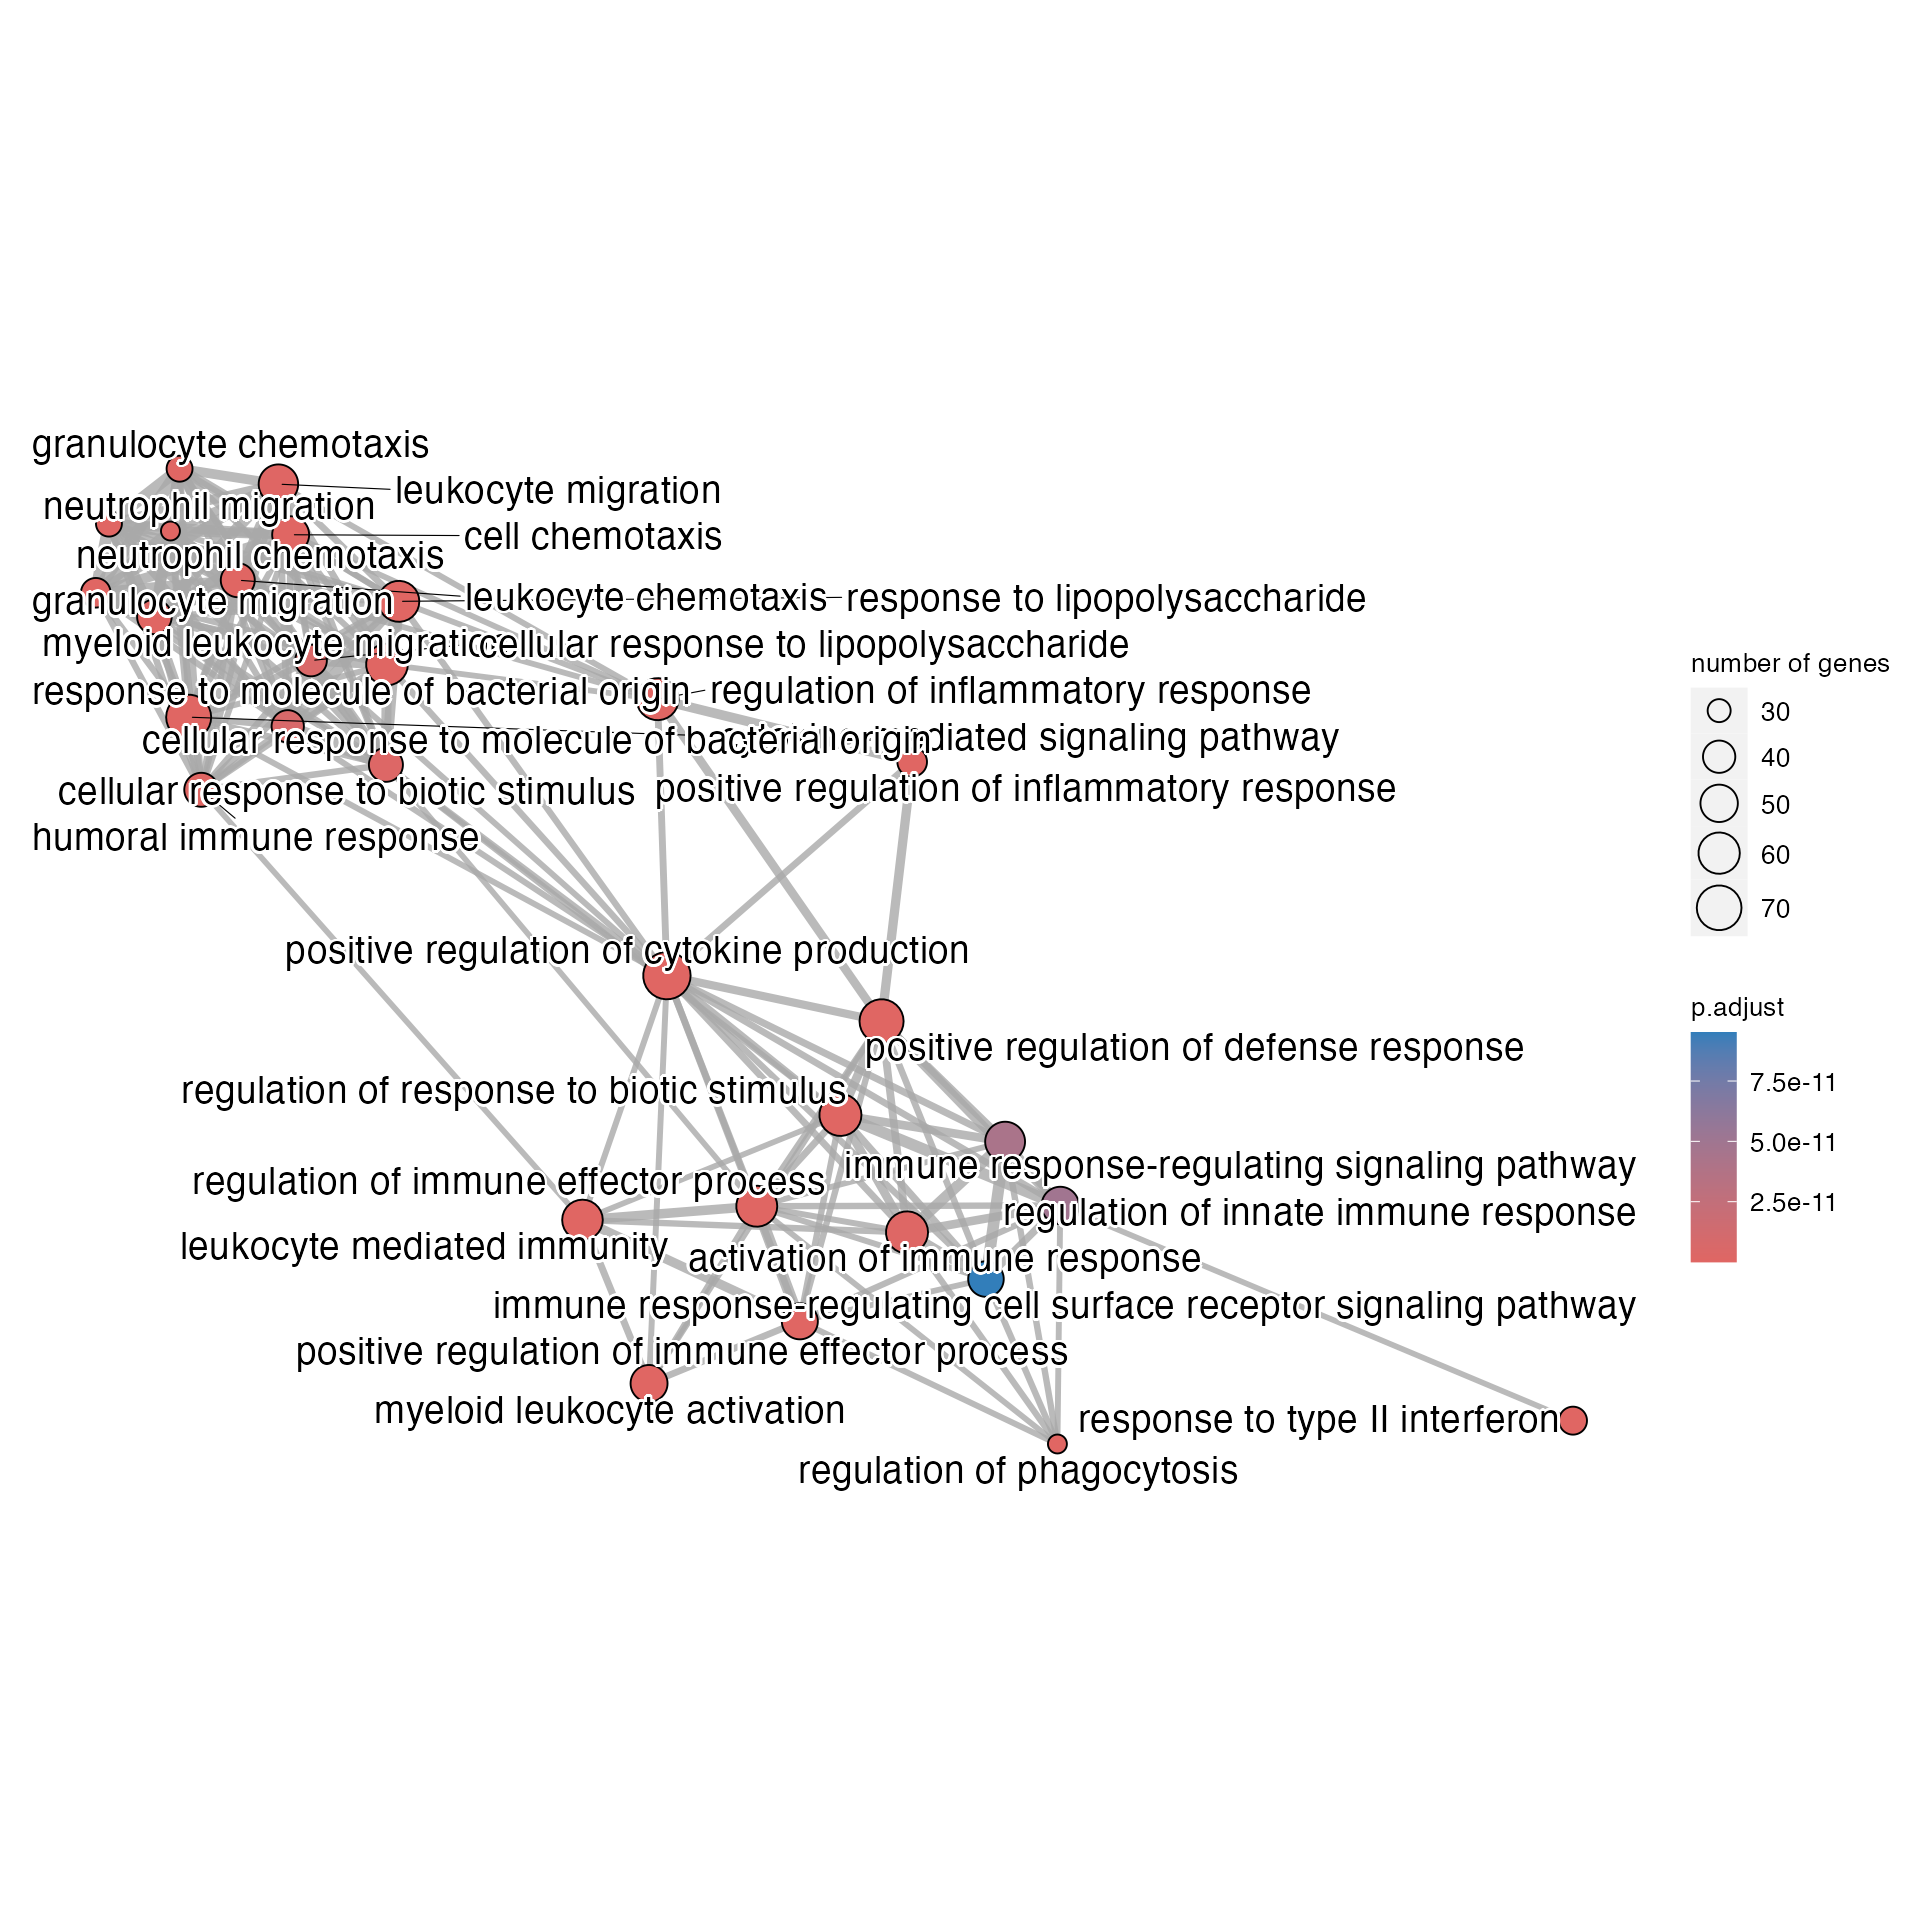 granulocyte chemotaxis
leukocyte migration
neutrophil migration
cell chemotaxis
neutrophil chemotaxis
leukocyte chemotaxis
response to lipopolysaccharide
granulocyte migration
myeloid leukocyte
cellular response to lipopolysaccharide
response to molecule of bacterial origin
regulation of inflammatory response
cellular response to molecule of bacterial origin
signaling pathway
cellular response to biotic stimulus
positive regulation of inflammatory response
humoral immune response
positive regulation of cytokine production
positive regulation of defense response
regulation of response to biotic stimulus
immune response-regulating signaling pathway
regulation of immune effector process
regulation of innate immune response
leukocyte mediated immunity
activation of immune response
immune response-regulating cell surface receptor signaling pathway
positive regulation of immune effector process
myeloid leukocyte activation
response to type II interferon
regulation of phagocytosis
number of genes
30
40
50
60
70
p.adjust
7.5e-11
5.0e-11
2.5e-11